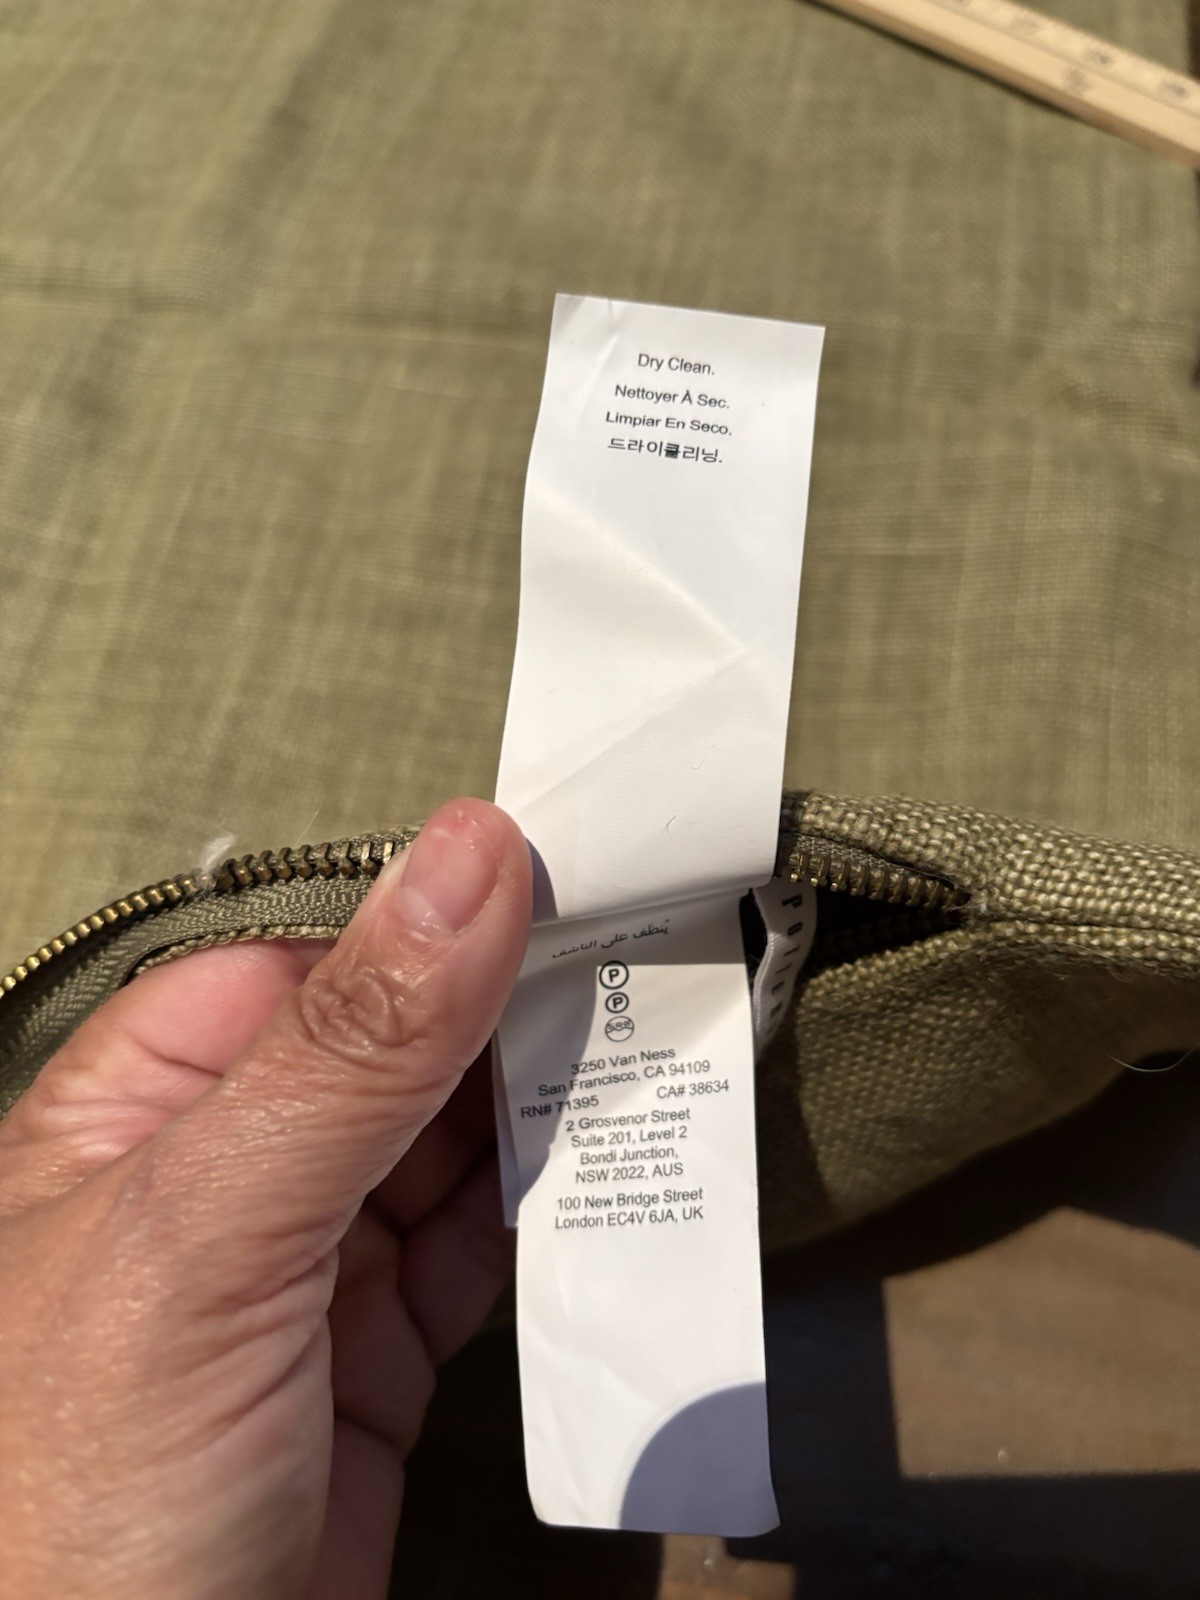 Dry Clean.
Nettoyer À Sec.
Limpiar En Seco.
드라이클리닝.
ينظف على الناشف
P
P
3250 Van Ness
San Francisco, CA 94109
RN# 71395 CA# 38634
2 Grosvenor Street
Suite 201, Level 2
Bondi Junction,
NSW 2022, AUS
100 New Bridge Street
London EC4V 6JA, UK